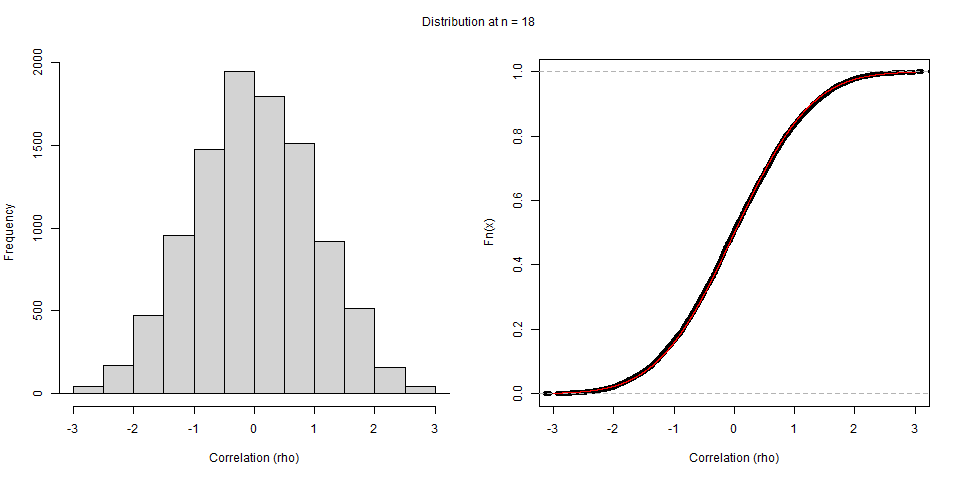 Distribution at n = 18
Frequency
2000
1500
1000
500
0
-3 -2 -1 0 1 2 3
Correlation (rho)
Fn(x)
1.0
0.8
0.6
0.4
0.2
0.0
-3 -2 -1 0 1 2 3
Correlation (rho)